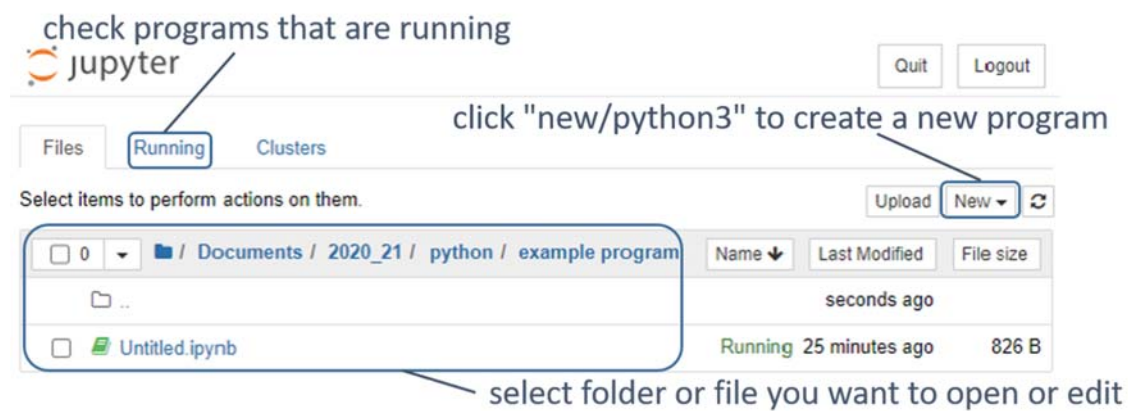 check programs that are running
jupyter
Quit Logout
click "new/python3" to create a new program
Files Running Clusters
Select items to perform actions on them.
Upload New
0 / Documents / 2020_21 / python / example program Name Last Modified File size
.. seconds ago
Untitled.ipynb Running 25 minutes ago 826 B
select folder or file you want to open or edit